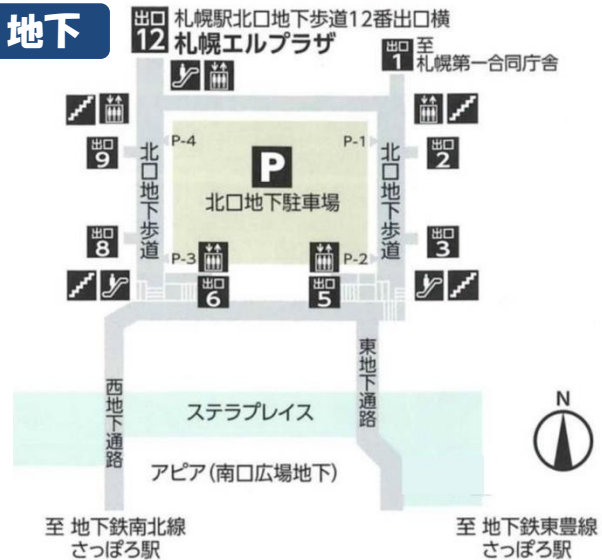 地下
出口
12
札幌駅北口地下歩道12番出口横
札幌エルプラザ
出口
1
至
札幌第一合同庁舎
出口
9
P-4
P-1
出口
2
北口地下歩道
P
北口地下駐車場
北口地下歩道
出口
8
P-3
P-2
出口
3
出口
6
出口
5
西地下通路
東地下通路
ステラプレイス
アピア(南口広場地下)
N
至 地下鉄南北線
さっぽろ駅
至 地下鉄東豊線
さっぽろ駅